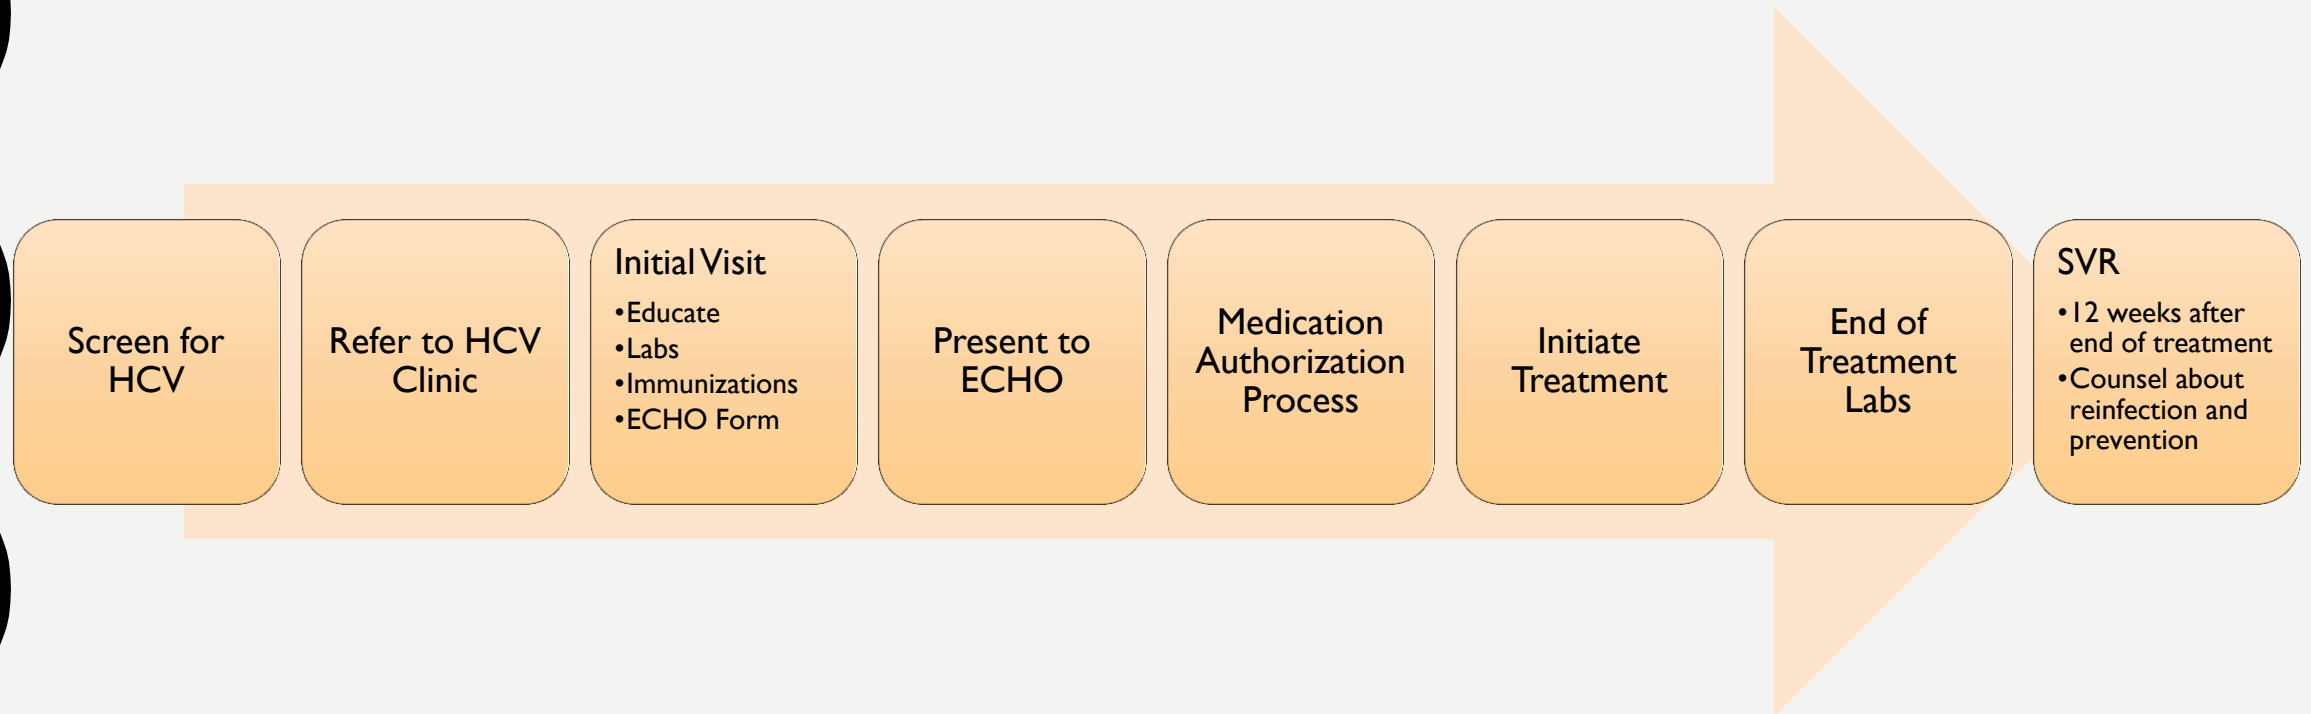 Screen for
HCV
Refer to HCV
Clinic
Initial Visit
•Educate
•Labs
•Immunizations
•ECHO Form
Present to
ECHO
Medication
Authorization
Process
Initiate
Treatment
End of
Treatment
Labs
SVR
•12 weeks after
end of treatment
•Counsel about
reinfection and
prevention